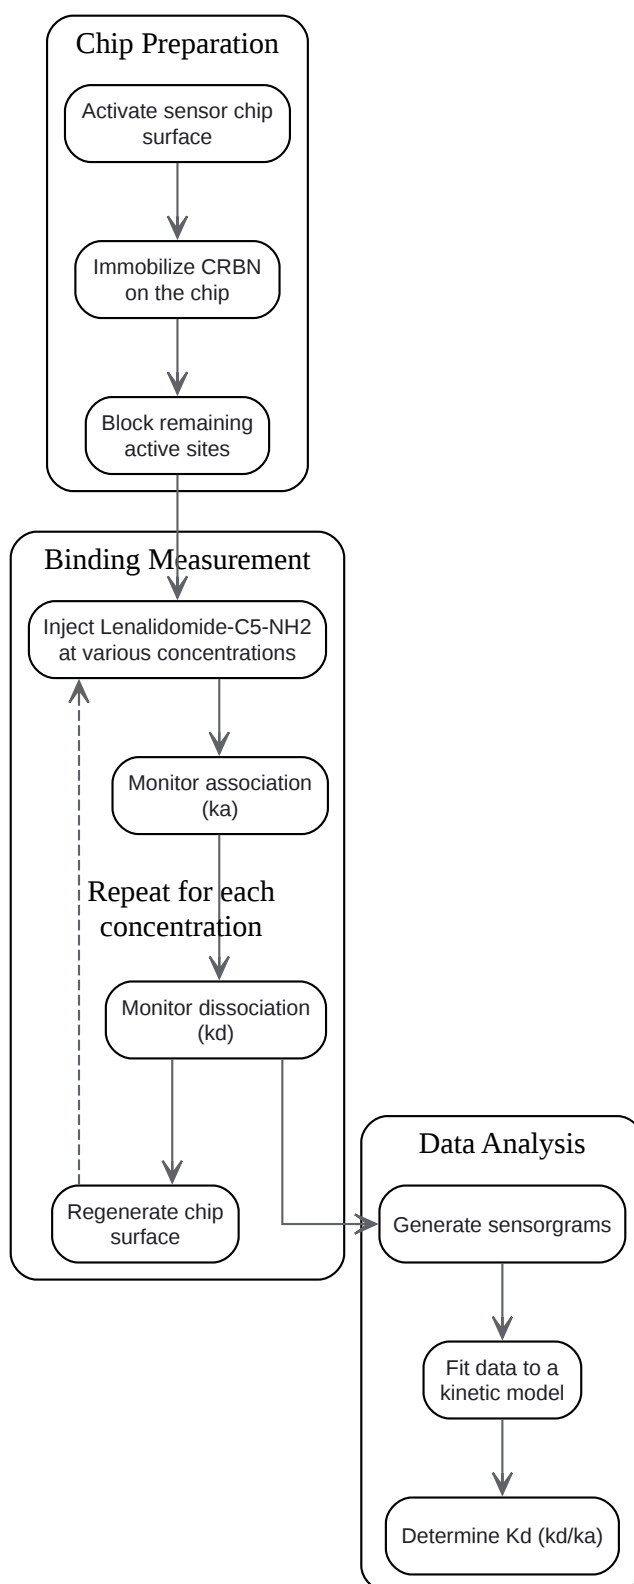 Chip Preparation
Activate sensor chip
surface
Immobilize CRBN
on the chip
Block remaining
active sites
Binding Measurement
Inject Lenalidomide-C5-NH2
at various concentrations
Monitor association
(ka)
Repeat for each
concentration
Monitor dissociation
(kd)
Regenerate chip
surface
Data Analysis
Generate sensorgrams
Fit data to a
kinetic model
Determine Kd (kd/ka)